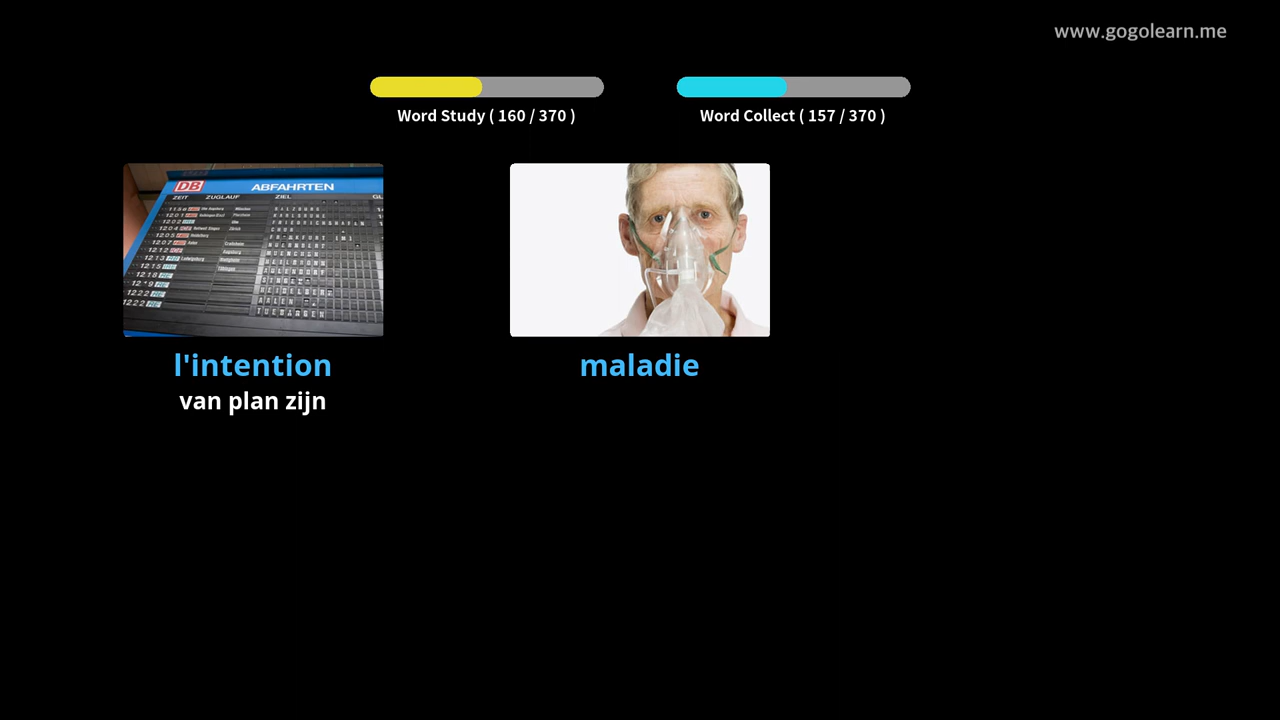 www.gogolearn.me
Word Study ( 160 / 370 )
Word Collect ( 157 / 370 )
DB ABFAHRTEN
ZEIT ZUGLAUF ZIEL
l'intention
maladie
van plan zijn